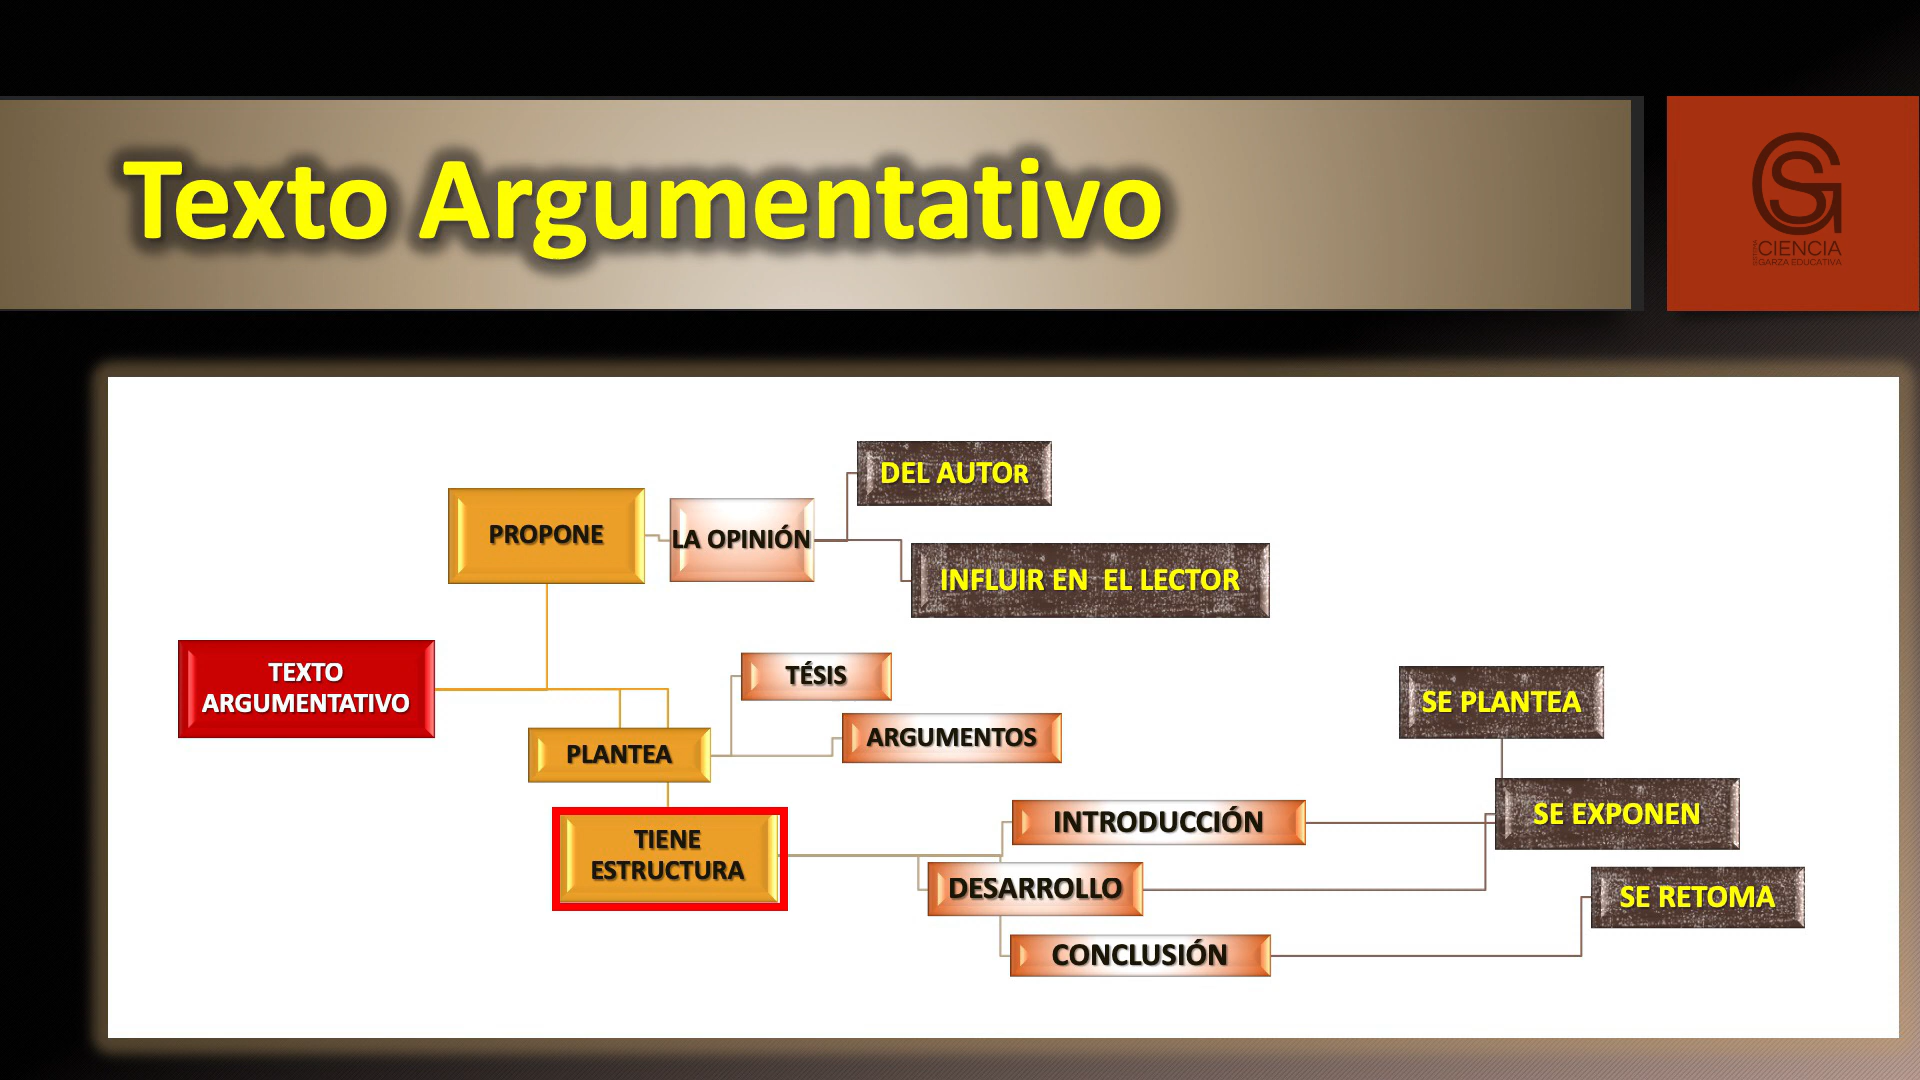 Texto Argumentativo
CIENCIA
GARZA EDUCATIVA
DEL AUTOR
PROPONE
LA OPINIÓN
INFLUIR EN EL LECTOR
TEXTO
ARGUMENTATIVO
TÉSIS
PLANTEA
ARGUMENTOS
SE PLANTEA
TIENE
ESTRUCTURA
INTRODUCCIÓN
SE EXPONEN
DESARROLLO
SE RETOMA
CONCLUSIÓN